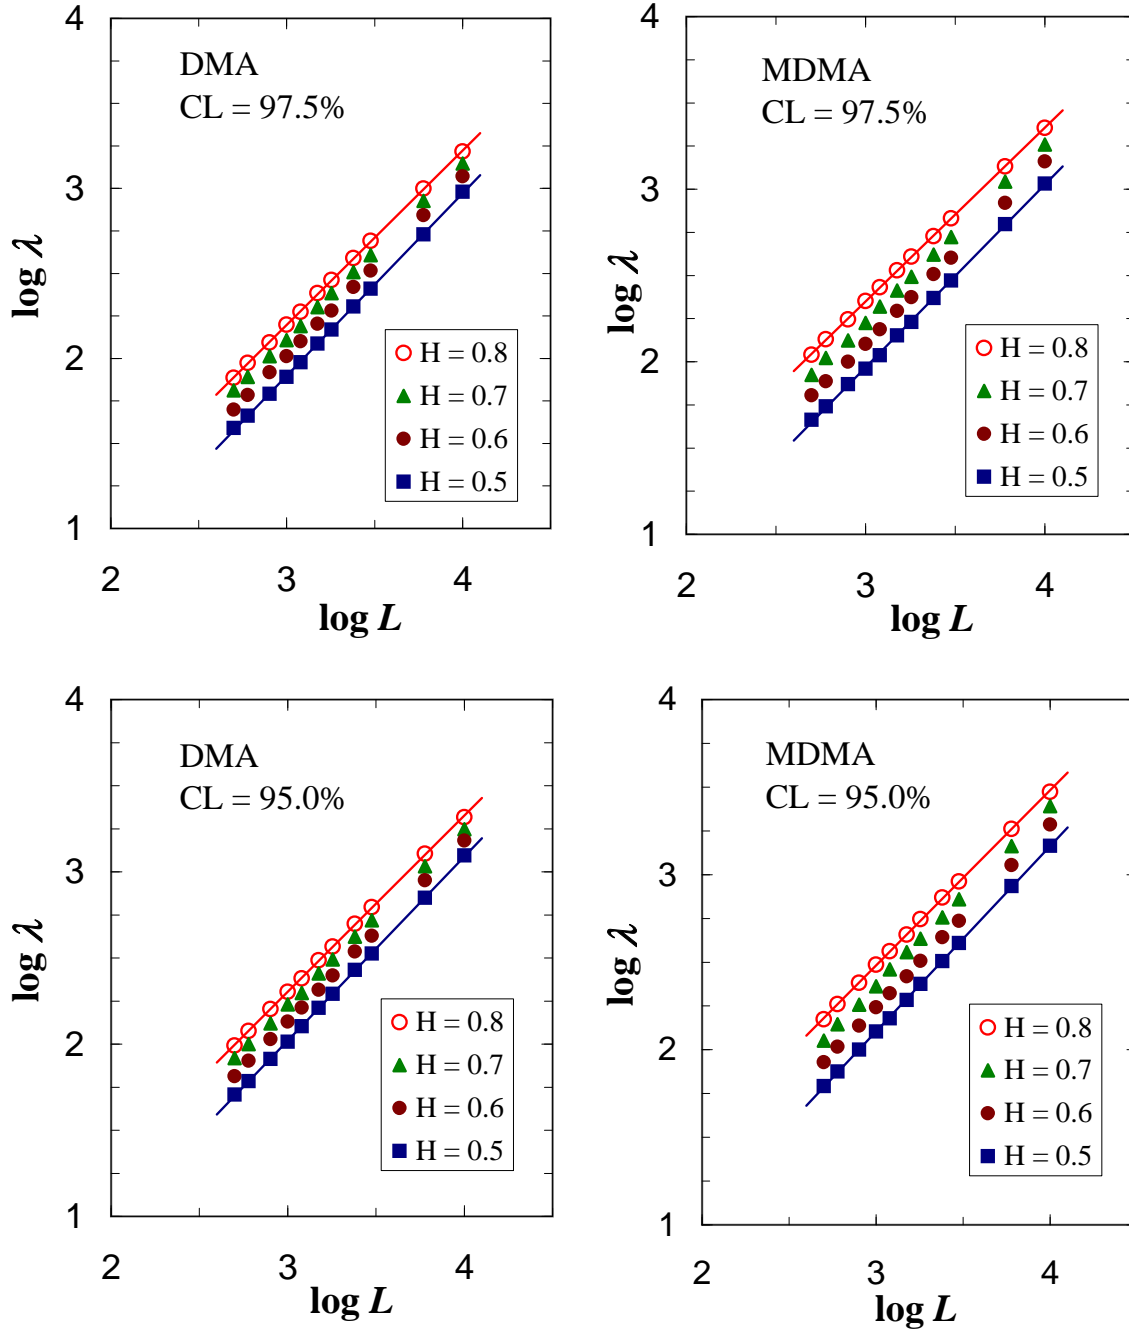 4
3
2
1
2
3
4
log λ
log L
DMA
CL = 97.5%
H = 0.8
H = 0.7
H = 0.6
H = 0.5
4
3
2
1
2
3
4
log λ
log L
MDMA
CL = 97.5%
H = 0.8
H = 0.7
H = 0.6
H = 0.5
4
3
2
1
2
3
4
log λ
log L
DMA
CL = 95.0%
H = 0.8
H = 0.7
H = 0.6
H = 0.5
4
3
2
1
2
3
4
log λ
log L
MDMA
CL = 95.0%
H = 0.8
H = 0.7
H = 0.6
H = 0.5